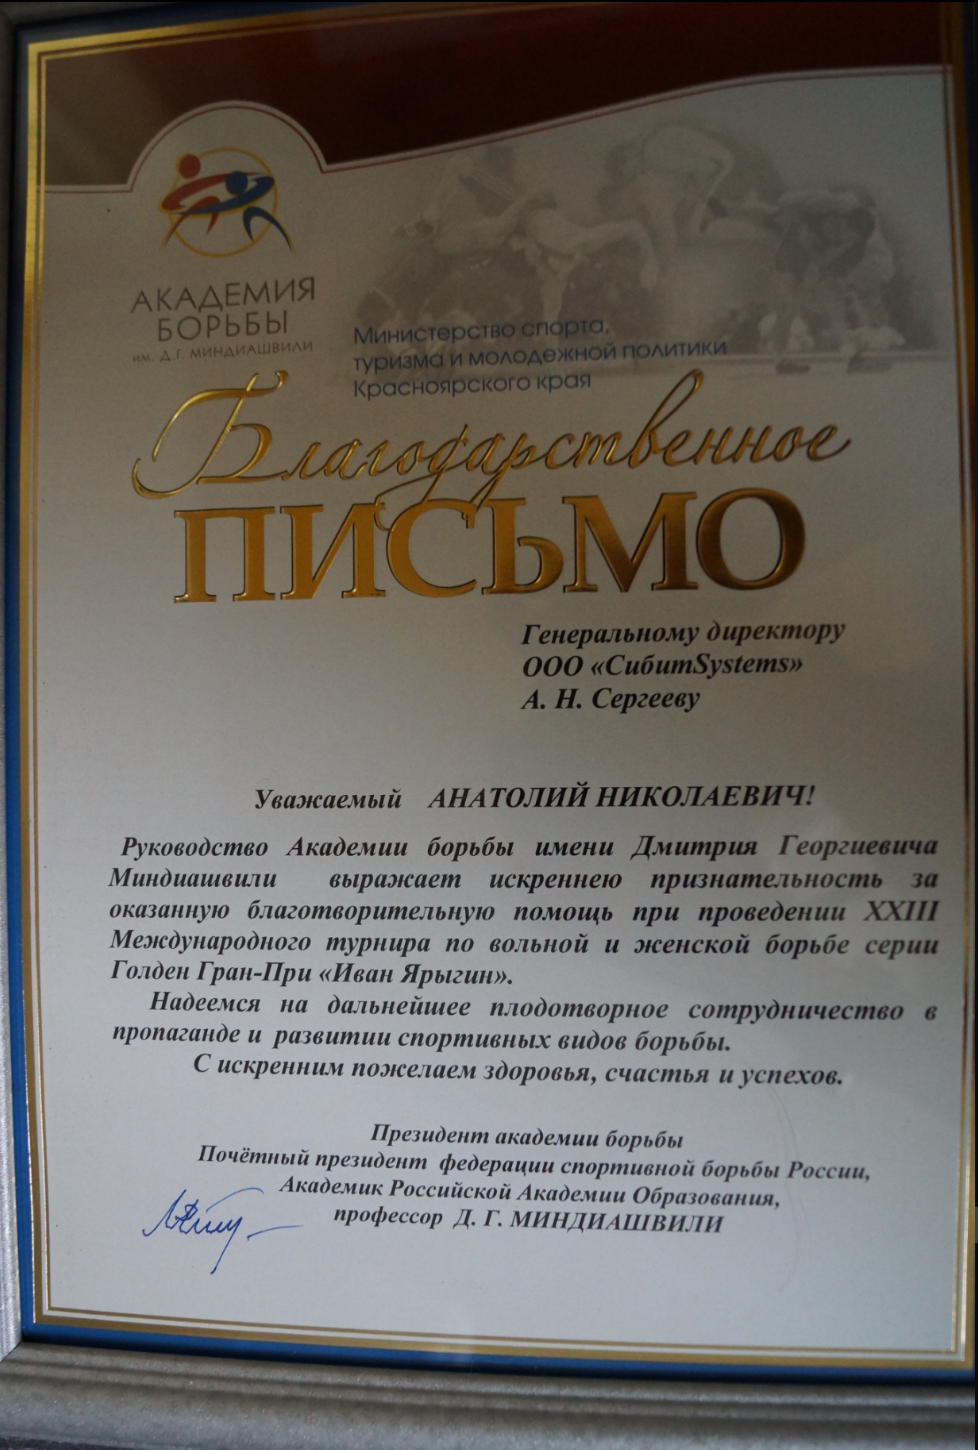 АКАДЕМИЯ
БОРЬБЫ
им. Д.Г. МИНДИАШВИЛИ
Министерство спорта,
туризма и молодежной политики
Красноярского края
Благодарственное
ПИСЬМО
Генеральному директору
ООО «СибитSystems»
А. Н. Сергееву
Уважаемый АНАТОЛИЙ НИКОЛАЕВИЧ!
Руководство Академии борьбы имени Дмитрия Георгиевича
Миндиашвили выражает искреннею признательность за
оказанную благотворительную помощь при проведении XXIII
Международного турнира по вольной и женской борьбе серии
Голден Гран-При «Иван Ярыгин».
Надеемся на дальнейшее плодотворное сотрудничество в
пропаганде и развитии спортивных видов борьбы.
С искренним пожелаем здоровья, счастья и успехов.
Президент академии борьбы
Почётный президент федерации спортивной борьбы России,
Академик Российской Академии Образования,
профессор Д. Г. МИНДИАШВИЛИ